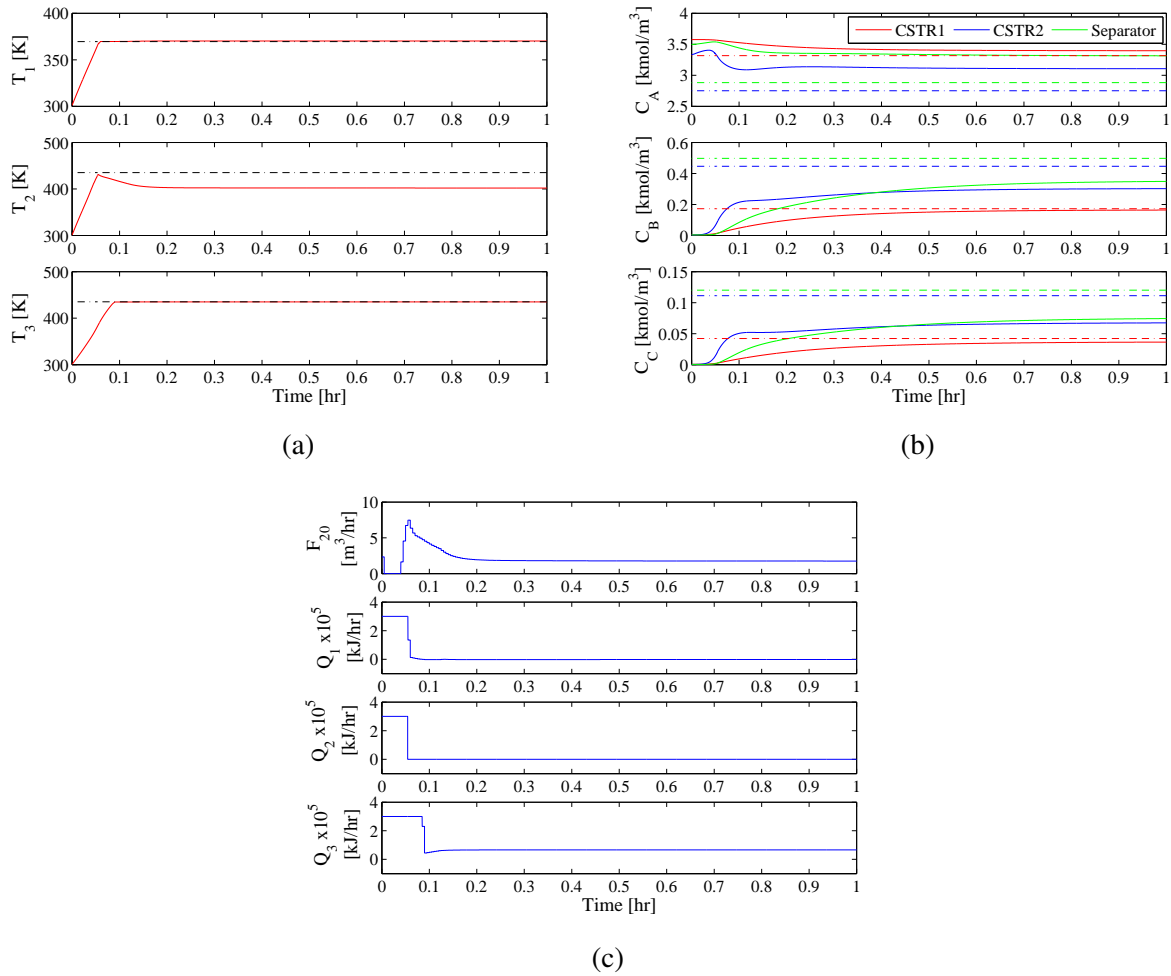 T1 [K]
400
350
300
0 0.1 0.2 0.3 0.4 0.5 0.6 0.7 0.8 0.9 1
T2 [K]
500
400
300
0 0.1 0.2 0.3 0.4 0.5 0.6 0.7 0.8 0.9 1
T3 [K]
500
400
300
0 0.1 0.2 0.3 0.4 0.5 0.6 0.7 0.8 0.9 1
Time [hr]
(a)
CSTR1 CSTR2 Separator
CA [kmol/m3]
4
3.5
3
2.5
0 0.1 0.2 0.3 0.4 0.5 0.6 0.7 0.8 0.9 1
CB [kmol/m3]
0.6
0.4
0.2
0
0 0.1 0.2 0.3 0.4 0.5 0.6 0.7 0.8 0.9 1
CC [kmol/m3]
0.15
0.1
0.05
0
0 0.1 0.2 0.3 0.4 0.5 0.6 0.7 0.8 0.9 1
Time [hr]
(b)
F20
[m3/hr]
10
5
0
0 0.1 0.2 0.3 0.4 0.5 0.6 0.7 0.8 0.9 1
Q1 x10^5
[kJ/hr]
4
2
0
0 0.1 0.2 0.3 0.4 0.5 0.6 0.7 0.8 0.9 1
Q2 x10^5
[kJ/hr]
4
2
0
0 0.1 0.2 0.3 0.4 0.5 0.6 0.7 0.8 0.9 1
Q3 x10^5
[kJ/hr]
4
2
0
0 0.1 0.2 0.3 0.4 0.5 0.6 0.7 0.8 0.9 1
Time [hr]
(c)